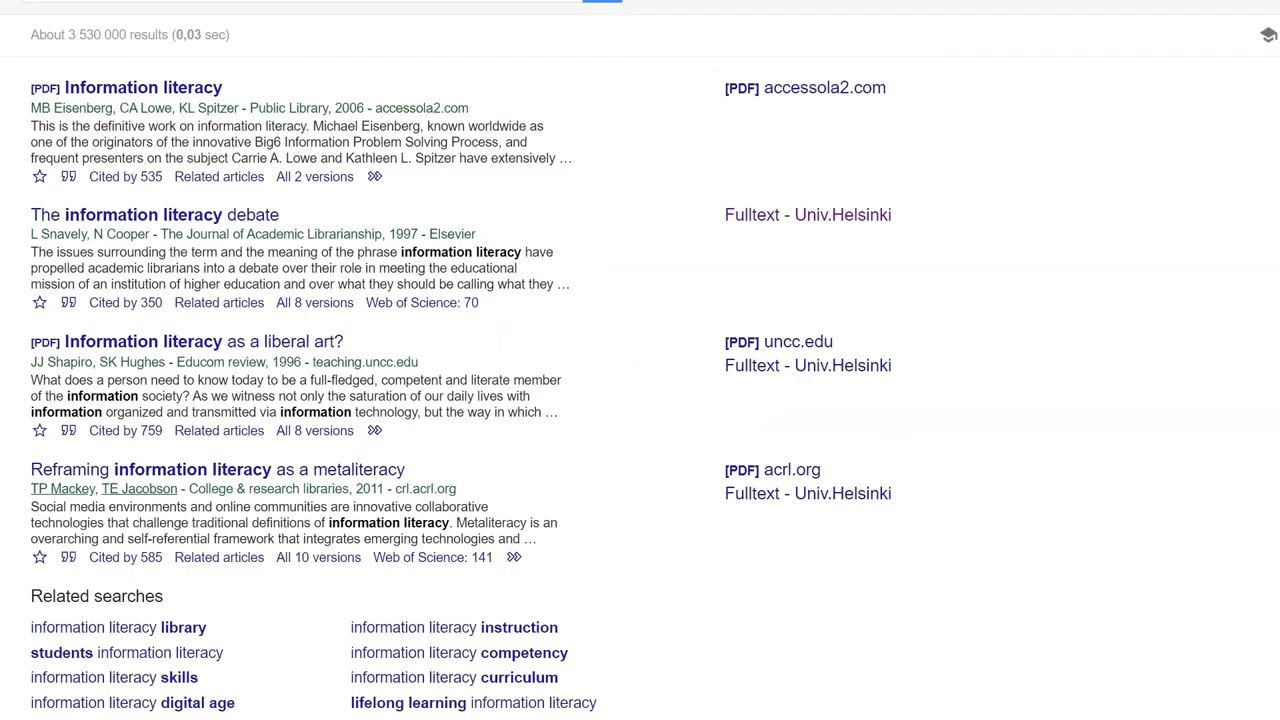 About 3 530 000 results (0,03 sec)
[PDF] Information literacy
[PDF] accessola2.com
MB Eisenberg, CA Lowe, KL Spitzer - Public Library, 2006 - accessola2.com
This is the definitive work on information literacy. Michael Eisenberg, known worldwide as
one of the originators of the innovative Big6 Information Problem Solving Process, and
frequent presenters on the subject Carrie A. Lowe and Kathleen L. Spitzer have extensively …
Cited by 535 Related articles All 2 versions
The information literacy debate
Fulltext - Univ.Helsinki
L Snavely, N Cooper - The Journal of Academic Librarianship, 1997 - Elsevier
The issues surrounding the term and the meaning of the phrase information literacy have
propelled academic librarians into a debate over their role in meeting the educational
mission of an institution of higher education and over what they should be calling what they …
Cited by 350 Related articles All 8 versions Web of Science: 70
[PDF] Information literacy as a liberal art?
[PDF] uncc.edu
JJ Shapiro, SK Hughes - Educom review, 1996 - teaching.uncc.edu
Fulltext - Univ.Helsinki
What does a person need to know today to be a full-fledged, competent and literate member
of the information society? As we witness not only the saturation of our daily lives with
information organized and transmitted via information technology, but the way in which …
Cited by 759 Related articles All 8 versions
Reframing information literacy as a metaliteracy
[PDF] acrl.org
TP Mackey, TE Jacobson - College & research libraries, 2011 - crl.acrl.org
Fulltext - Univ.Helsinki
Social media environments and online communities are innovative collaborative
technologies that challenge traditional definitions of information literacy. Metaliteracy is an
overarching and self-referential framework that integrates emerging technologies and …
Cited by 585 Related articles All 10 versions Web of Science: 141
Related searches
information literacy library
information literacy instruction
students information literacy
information literacy competency
information literacy skills
information literacy curriculum
information literacy digital age
lifelong learning information literacy